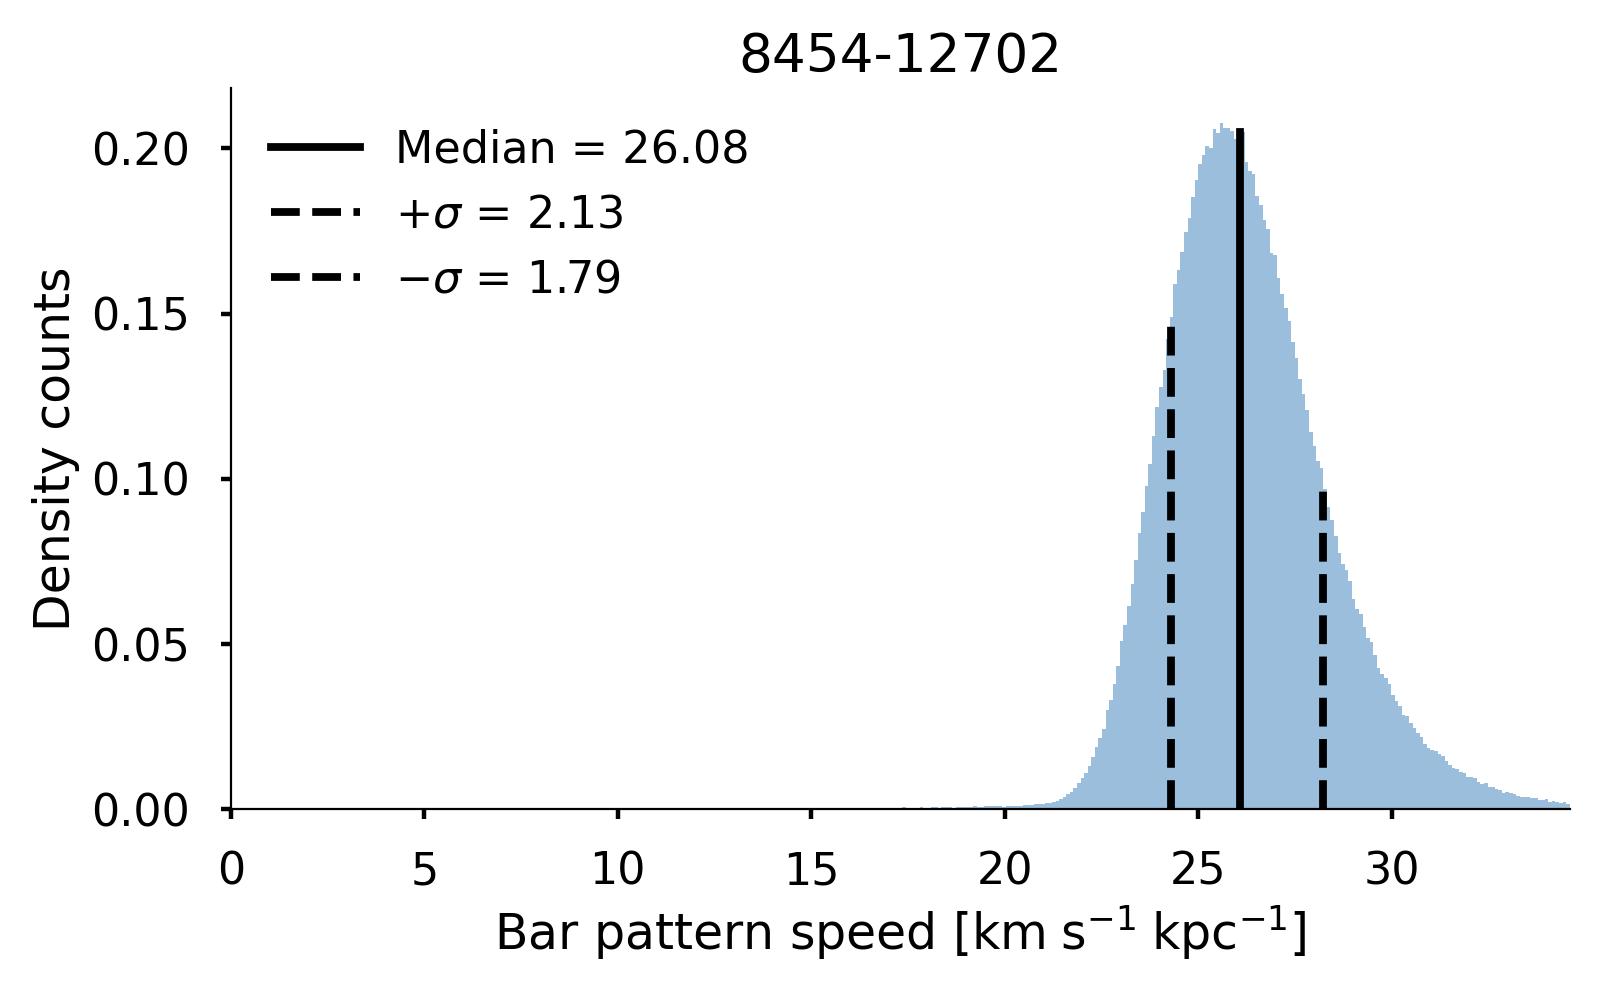 8454-12702
Median = 26.08
+σ = 2.13
−σ = 1.79
Density counts
0.20
0.15
0.10
0.05
0.00
0 5 10 15 20 25 30
Bar pattern speed [km s⁻¹ kpc⁻¹]